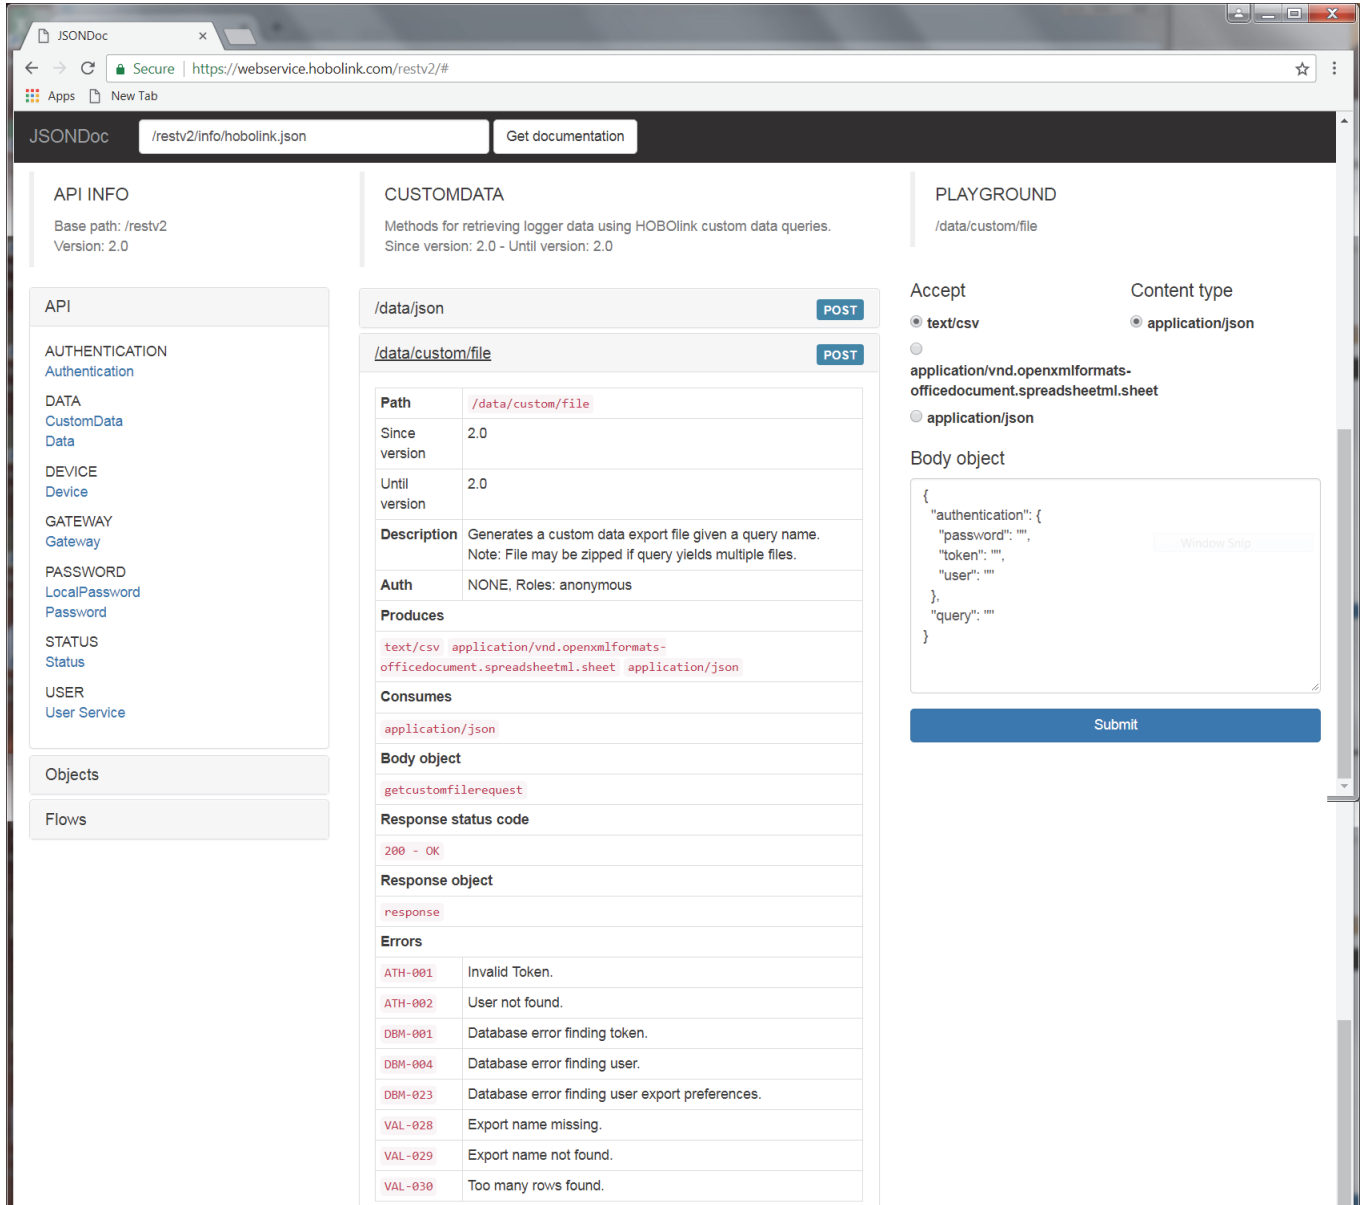 JSONDoc
Secure | https://webservice.hobolink.com/restv2/#
Apps New Tab
JSONDoc /restv2/info/hobolink.json Get documentation
API INFO
Base path: /restv2
Version: 2.0
API
AUTHENTICATION
Authentication
DATA
CustomData
Data
DEVICE
Device
GATEWAY
Gateway
PASSWORD
LocalPassword
Password
STATUS
Status
USER
User Service
Objects
Flows
CUSTOMDATA
Methods for retrieving logger data using HOBOlink custom data queries.
Since version: 2.0 - Until version: 2.0
/data/json POST
/data/custom/file POST
Path /data/custom/file
Since version 2.0
Until version 2.0
Description Generates a custom data export file given a query name.
Note: File may be zipped if query yields multiple files.
Auth NONE, Roles: anonymous
Produces
text/csv application/vnd.openxmlformats-
officedocument.spreadsheetml.sheet application/json
Consumes
application/json
Body object
getcustomfilerequest
Response status code
200 - OK
Response object
response
Errors
ATH-001 Invalid Token.
ATH-002 User not found.
DBM-001 Database error finding token.
DBM-004 Database error finding user.
DBM-023 Database error finding user export preferences.
VAL-028 Export name missing.
VAL-029 Export name not found.
VAL-030 Too many rows found.
PLAYGROUND
/data/custom/file
Accept Content type
text/csv application/json
application/vnd.openxmlformats-
officedocument.spreadsheetml.sheet
application/json
Body object
{
"authentication": {
"password": "",
"token": "",
"user": ""
},
"query": ""
}
Window Snip
Submit